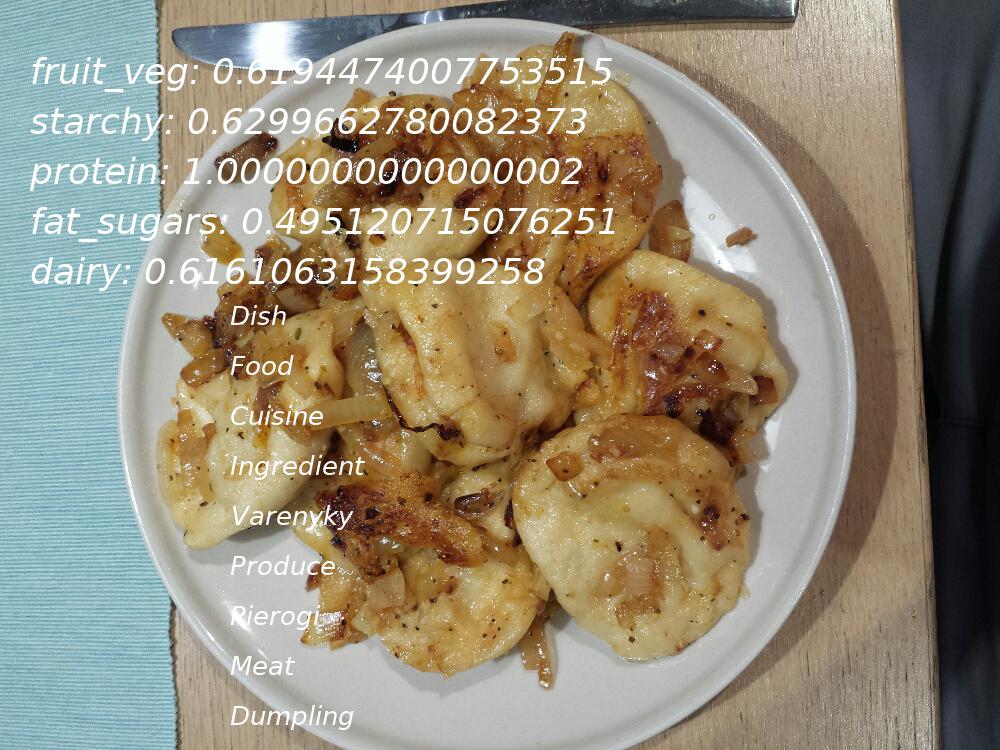 fruit_veg: 0.6194474007753515
starchy: 0.6299662780082373
protein: 1.0000000000000002
fat_sugars: 0.495120715076251
dairy: 0.6161063158399258
Dish
Food
Cuisine
Ingredient
Varenyky
Produce
Pierogi
Meat
Dumpling